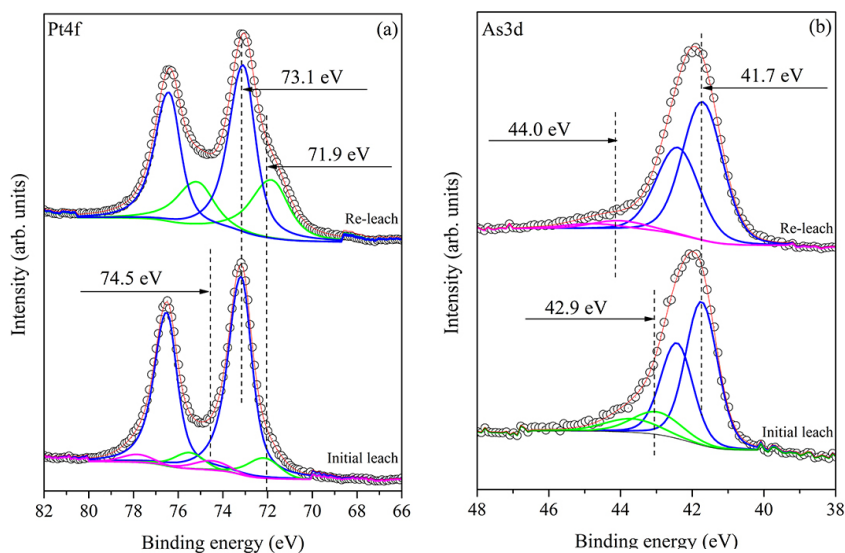 Pt4f
(a)
73.1 eV
71.9 eV
Re-leach
74.5 eV
Initial leach
Intensity (arb. units)
82 80 78 76 74 72 70 68 66
Binding energy (eV)
As3d
(b)
41.7 eV
44.0 eV
Re-leach
42.9 eV
Initial leach
Intensity (arb. units)
48 46 44 42 40 38
Binding energy (eV)